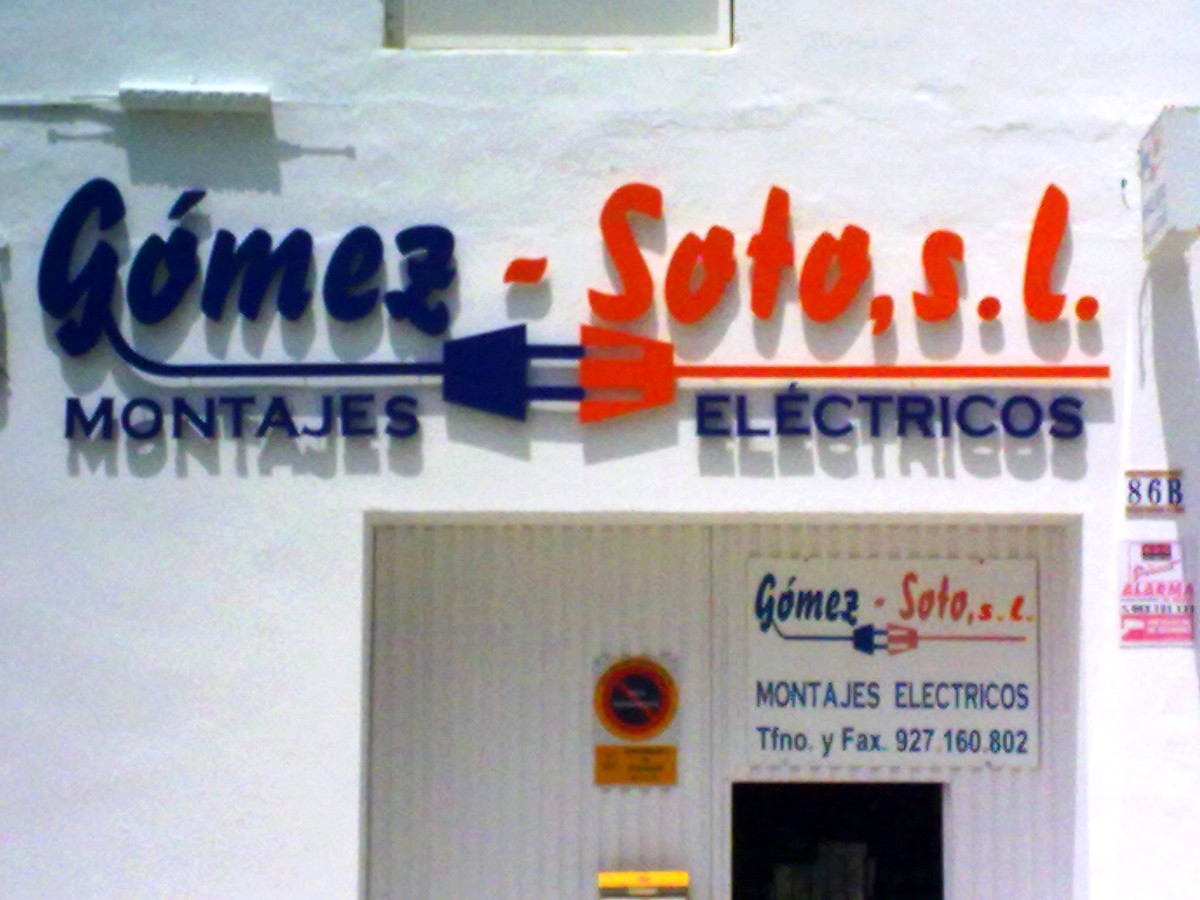 Gómez - Soto, s. l.
MONTAJES ELÉCTRICOS
86B
Gómez - Soto, s. l.
MONTAJES ELECTRICOS
Tfno. y Fax. 927.160.802
ALARMA